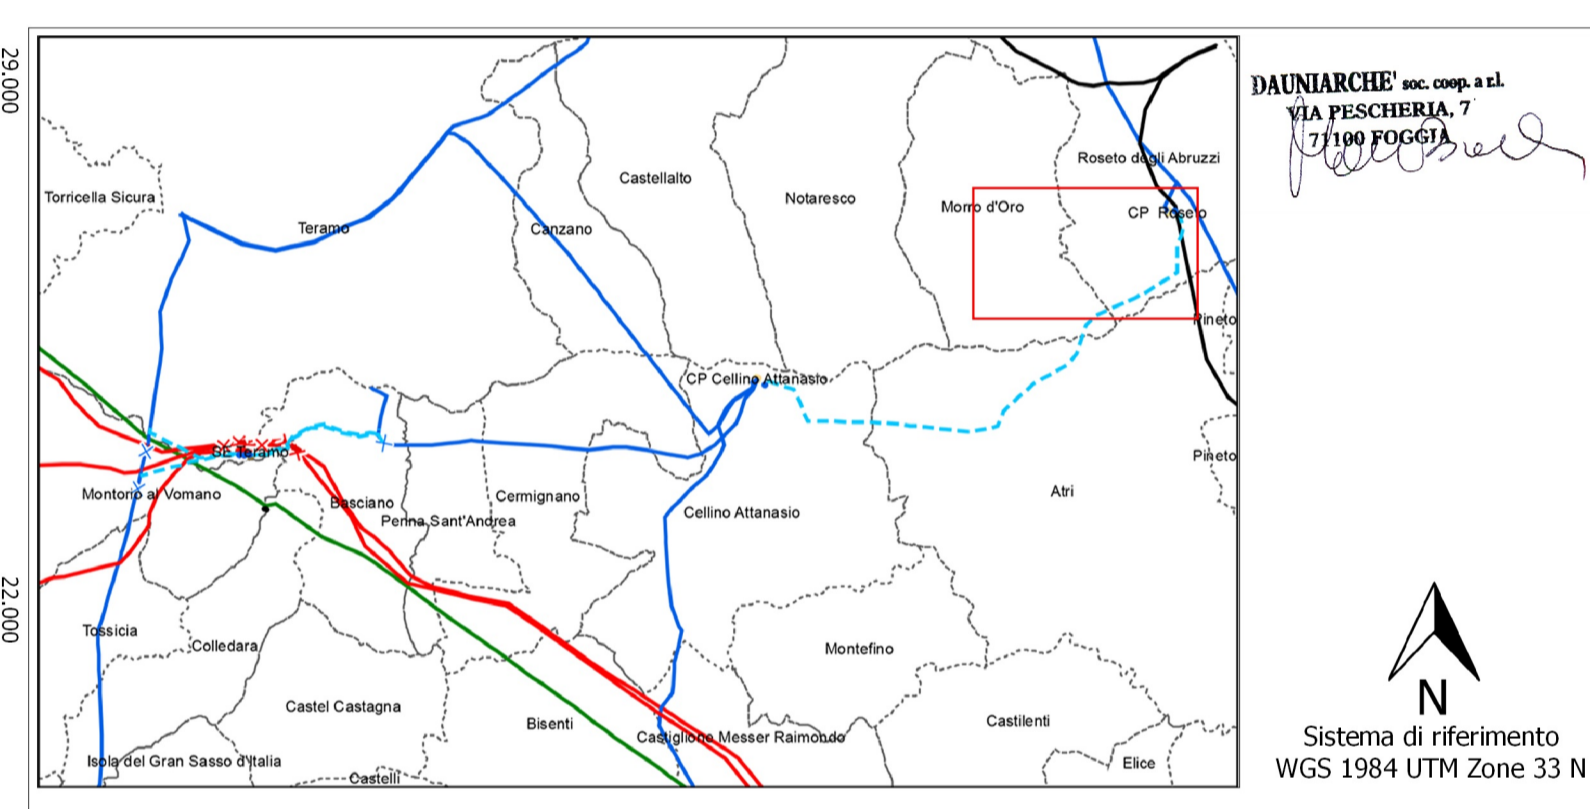 29.000
22.000
Torricella Sicura
Teramo
Canzano
Castellalto
Notaresco
Morro d'Oro
Roseto degli Abruzzi
CP Roseto
Pineto
CP Cellino Attanasio
SE Teramo
Montorio al Vomano
Basciano
Penna Sant'Andrea
Cermignano
Cellino Attanasio
Atri
Pineto
Tossicia
Colledara
Castel Castagna
Bisenti
Montefino
Castiglione Messer Raimondo
Castilenti
Elice
Isola del Gran Sasso d'Italia
Castelli
DAUNIARCHE' soc. coop. a r.l.
VIA PESCHERIA, 7
71100 FOGGIA
N
Sistema di riferimento
WGS 1984 UTM Zone 33 N